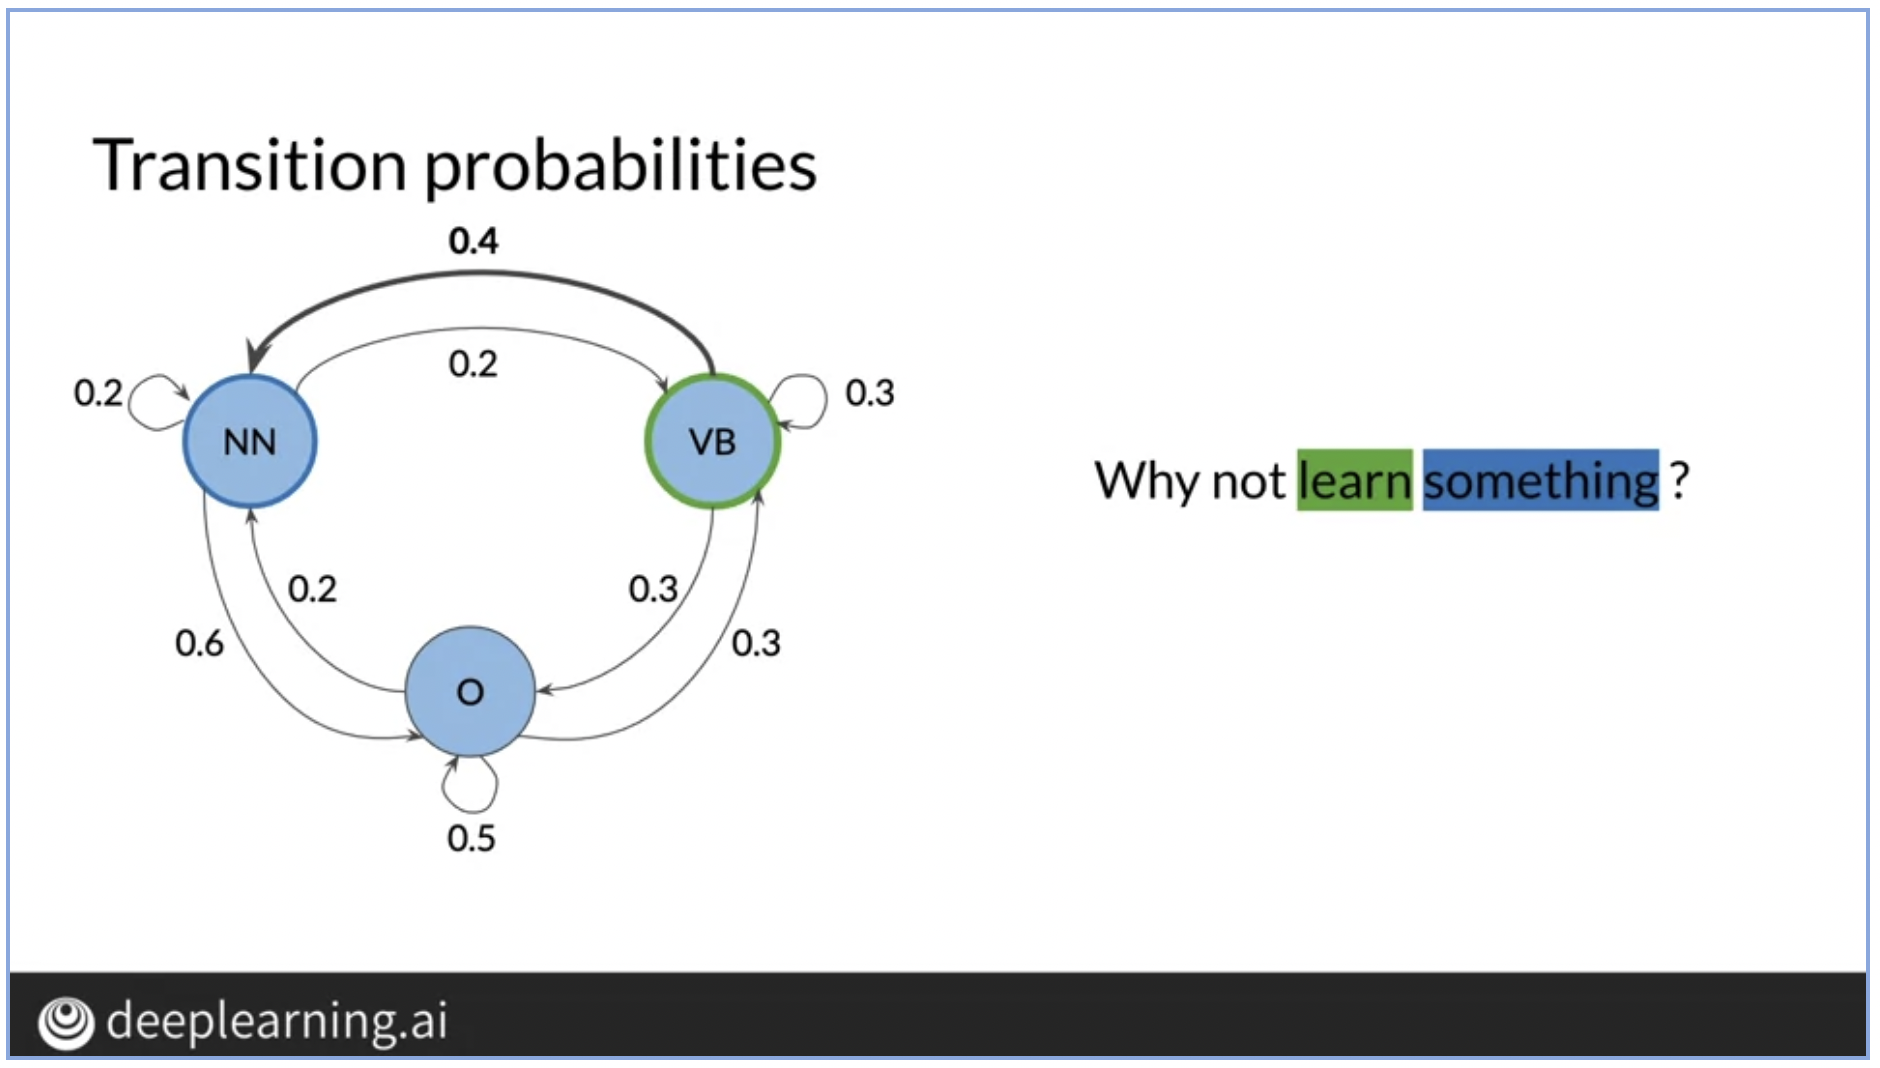 Transition probabilities
0.4
0.2
0.2
0.3
NN
VB
Why not learn something ?
0.2
0.3
0.6
0.3
O
0.5
deeplearning.ai